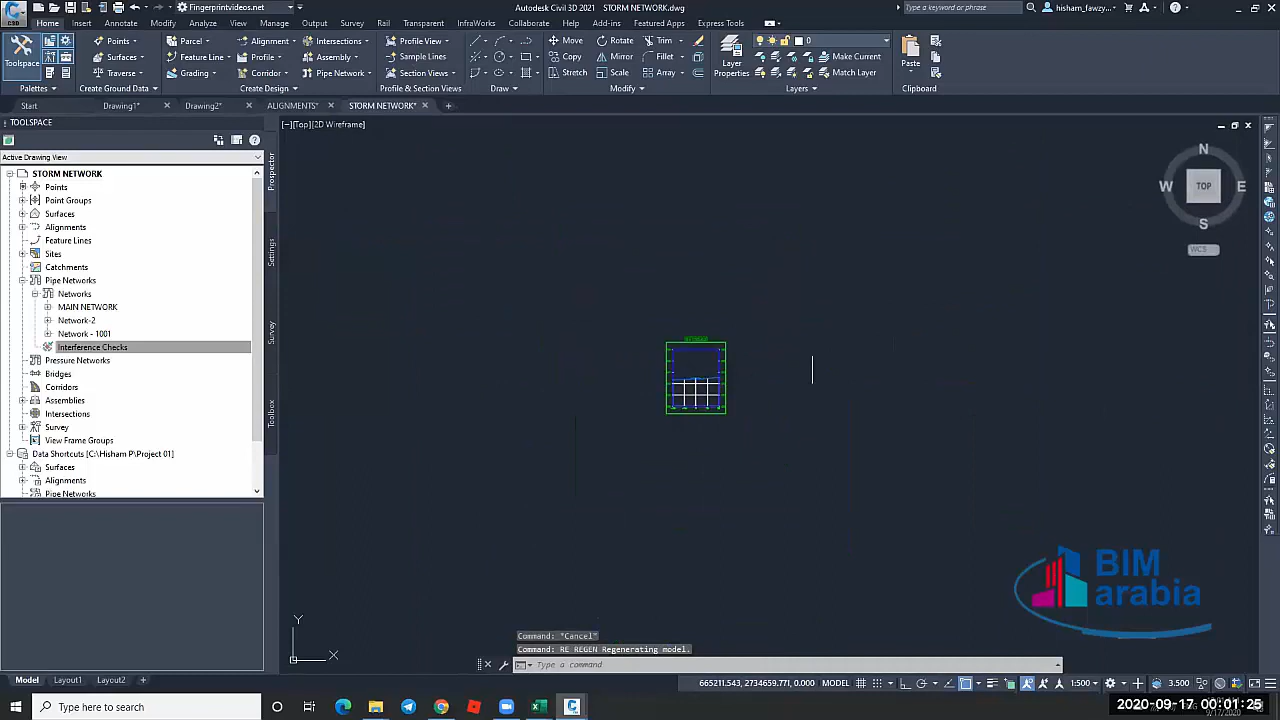 Fingerprintvideos.net
Autodesk Civil 3D 2021 STORM NETWORK.dwg
Type a keyword or phrase
hisham_fawzy...
Home Insert Annotate Modify Analyze View Manage Output Survey Rail Transparent InfraWorks Collaborate Help Add-ins Featured Apps Express Tools
Toolspace
Points Parcel Alignment Intersections Profile View Move Rotate Trim 0
Surfaces Feature Line Profile Assembly Sample Lines Copy Mirror Fillet Make Current
Traverse Grading Corridor Pipe Network Section Views Stretch Scale Array Match Layer
Layer Properties
Paste
Palettes Create Ground Data Create Design Profile & Section Views Draw Modify Layers Clipboard
Start Drawing1* Drawing2* ALIGNMENTS* STORM NETWORK*
TOOLSPACE
[−][Top][2D Wireframe]
Active Drawing View
STORM NETWORK
Points
Point Groups
Surfaces
Alignments
Feature Lines
Sites
Catchments
Pipe Networks
Networks
MAIN NETWORK
Network-2
Network - 1001
Interference Checks
Pressure Networks
Bridges
Corridors
Assemblies
Intersections
Survey
View Frame Groups
Data Shortcuts [C:\Hisham P\Project 01]
Surfaces
Alignments
Pipe Networks
Prospector
Settings
Survey
Toolbox
N
W TOP E
S
WCS
BIM
arabia
Y
X
Command: *Cancel*
Command: RE REGEN Regenerating model.
Type a command
Model Layout1 Layout2
665211.543, 2734659.771, 0.000 MODEL 1:500 3.500
Type here to search
2020-09-17 00:01:25